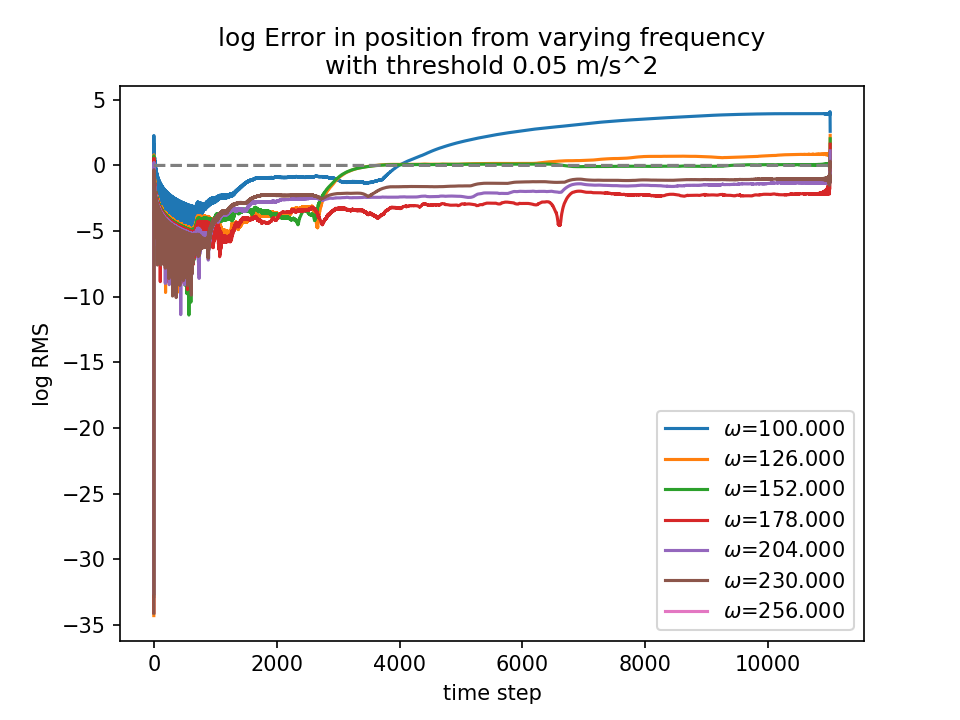 log Error in position from varying frequency
with threshold 0.05 m/s^2
log RMS
5
0
−5
−10
−15
−20
−25
−30
−35
0 2000 4000 6000 8000 10000
time step
ω=100.000
ω=126.000
ω=152.000
ω=178.000
ω=204.000
ω=230.000
ω=256.000